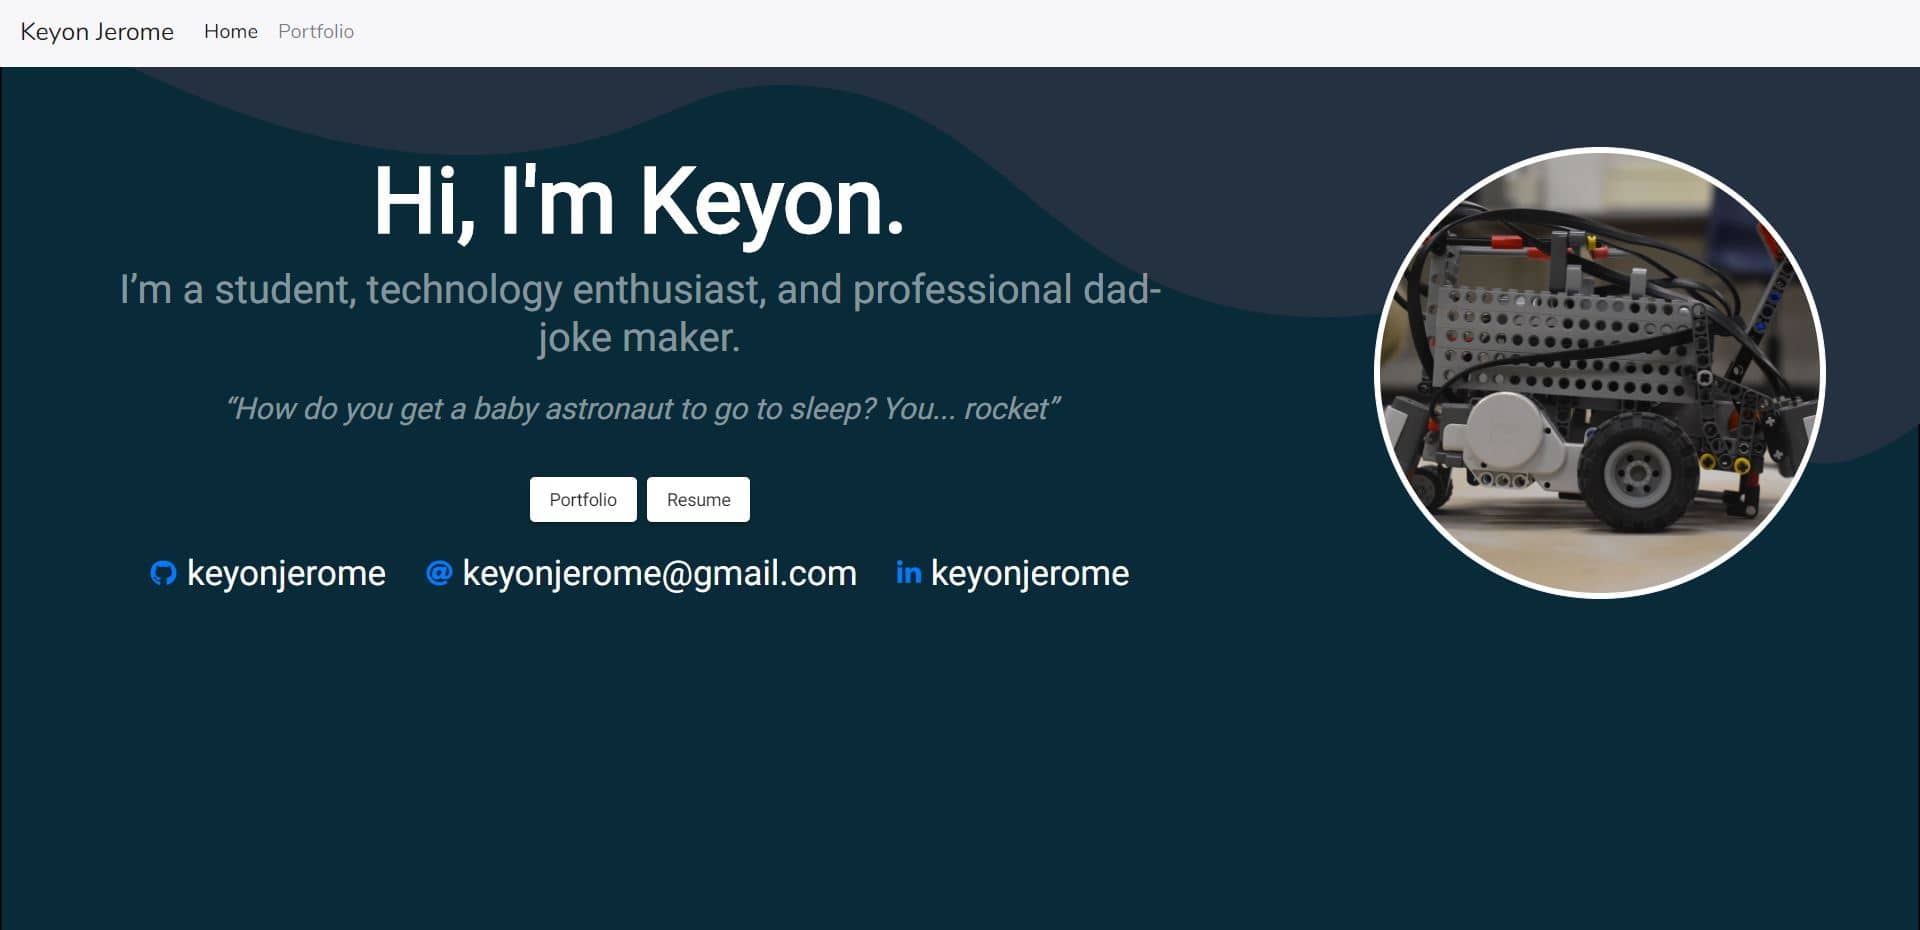 Keyon Jerome Home Portfolio
Hi, I'm Keyon.
I’m a student, technology enthusiast, and professional dad-
joke maker.
“How do you get a baby astronaut to go to sleep? You... rocket”
Portfolio Resume
keyonjerome @ keyonjerome@gmail.com in keyonjerome